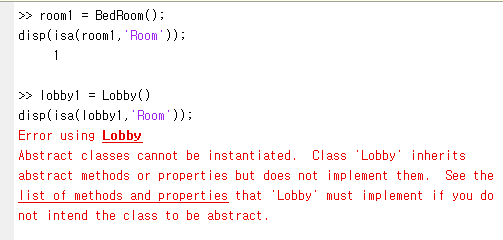 >> room1 = BedRoom();
disp(isa(room1,'Room'));
1
>> lobby1 = Lobby()
disp(isa(lobby1,'Room'));
Error using Lobby
Abstract classes cannot be instantiated.  Class 'Lobby' inherits
abstract methods or properties but does not implement them.  See the
list of methods and properties that 'Lobby' must implement if you do
not intend the class to be abstract.